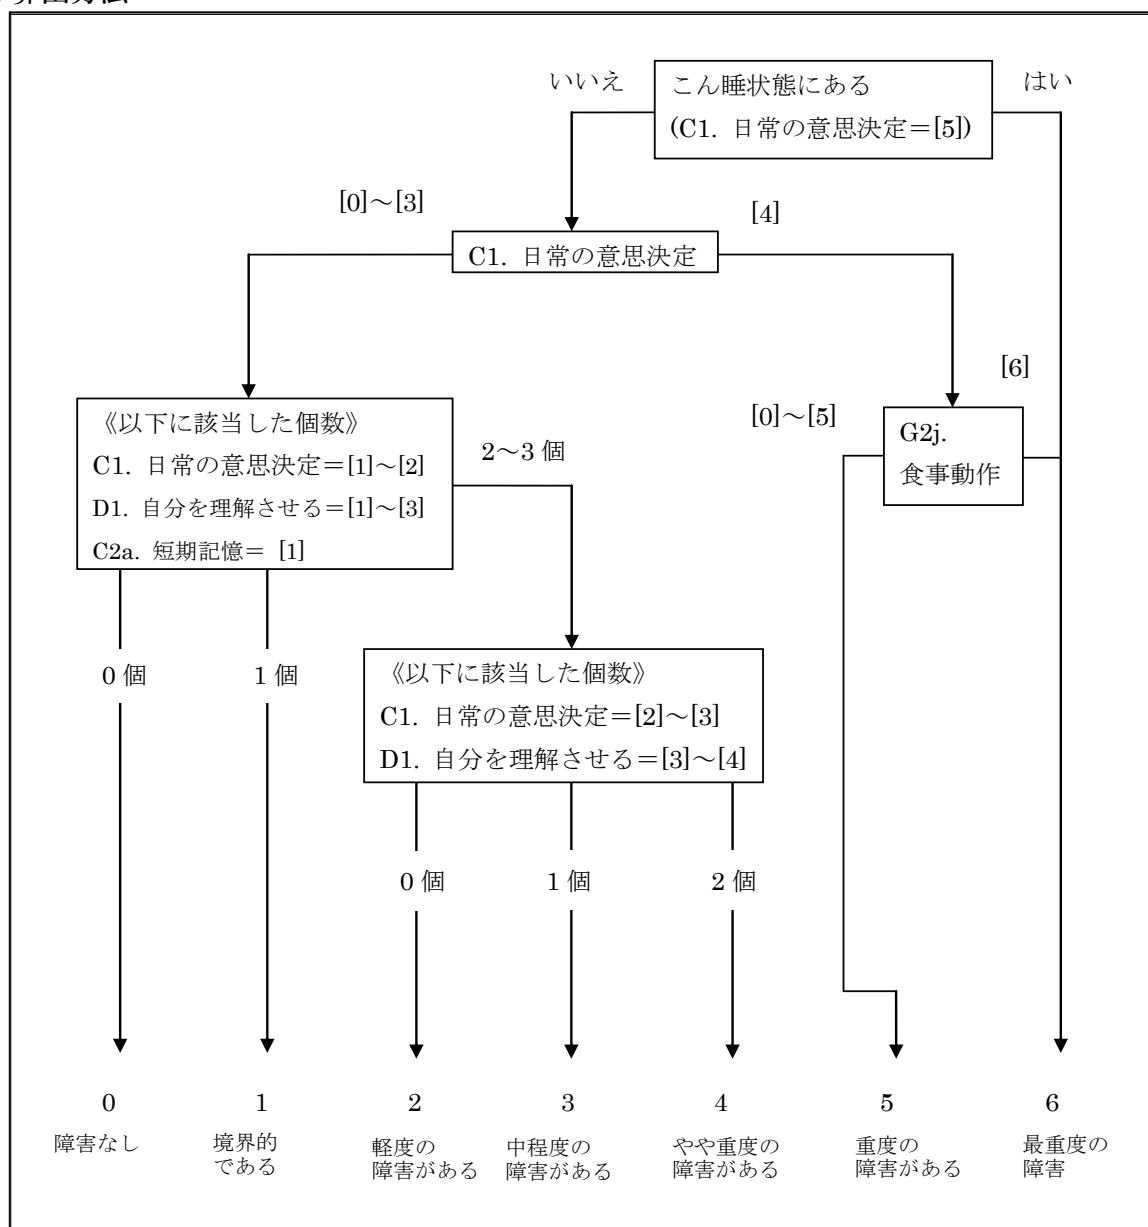 いいえ
こん睡状態にある
(C1. 日常の意思決定＝[5])
はい
[0]～[3]
[4]
C1. 日常の意思決定
[6]
《以下に該当した個数》
C1. 日常の意思決定＝[1]～[2]
D1. 自分を理解させる＝[1]～[3]
C2a. 短期記憶＝ [1]
2～3 個
[0]～[5]
G2j.
食事動作
0 個
1 個
《以下に該当した個数》
C1. 日常の意思決定＝[2]～[3]
D1. 自分を理解させる＝[3]～[4]
0 個
1 個
2 個
0
障害なし
1
境界的
である
2
軽度の
障害がある
3
中程度の
障害がある
4
やや重度の
障害がある
5
重度の
障害がある
6
最重度の
障害